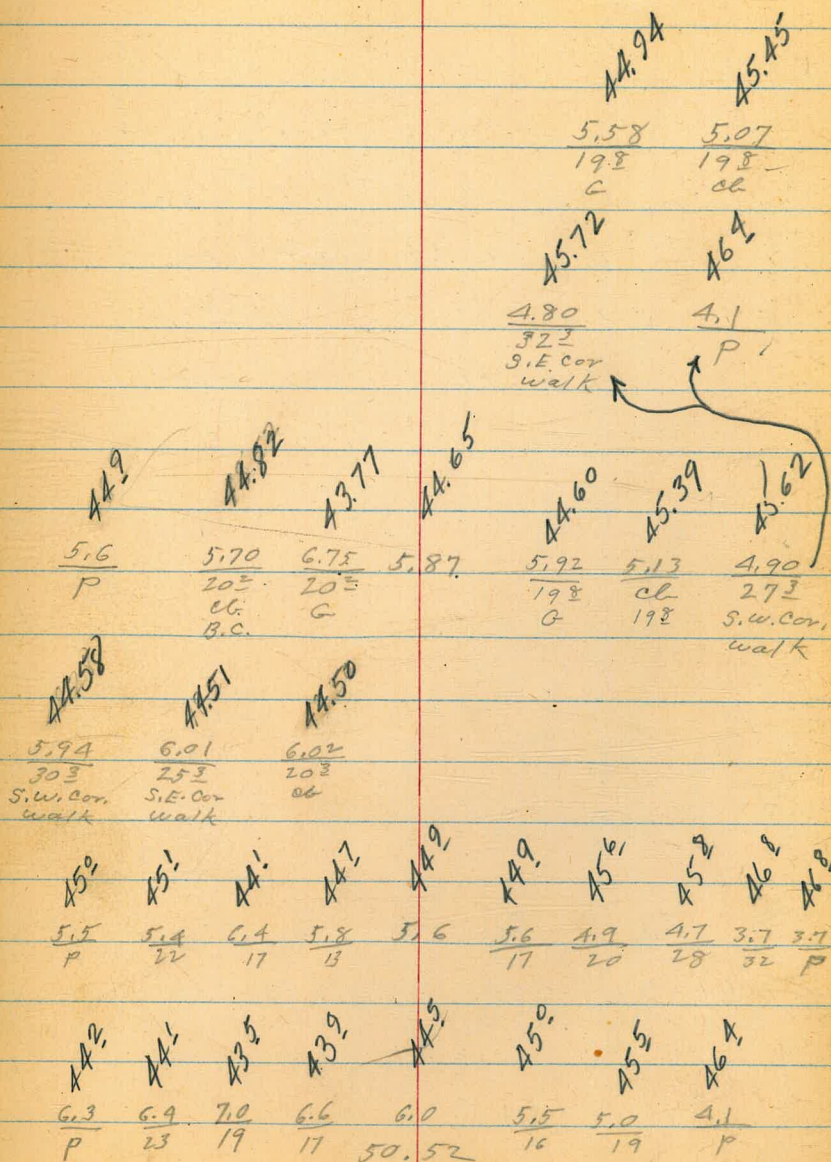 44.94 45.45
5.58 5.07
19 8 19 8
G cb
45.72 46 4
4.80 4.1
32 3 P
S.E. Cor
walk
44 9 44.82 43.77 44.65 44.60 45.39 45.62
5.6 5.70 6.75 5.87 5.92 5.13 4.90
P 20 2 20 2 19 8 cb 27 3
cb. G G 19 8 S.W. Cor.
B.C. walk
44.58 44.51 44.50
5.94 6.01 6.02
30 3 25 3 20 3
S.W. Cor. S.E. Cor cb
walk walk
45 0 45 1 44 1 44 7 44 9 44 9 45 6 45 8 46 8 46 8
5.5 5.4 6.4 5.8 5.6 5.6 4.9 4.7 3.7 3.7
P 22 17 13 17 20 28 32 P
44 2 44 1 43 5 43 9 44 5 45 0 45 5 46 4
6.3 6.4 7.0 6.6 6.0 5.5 5.0 4.1
P 23 19 17 16 19 P
50.52